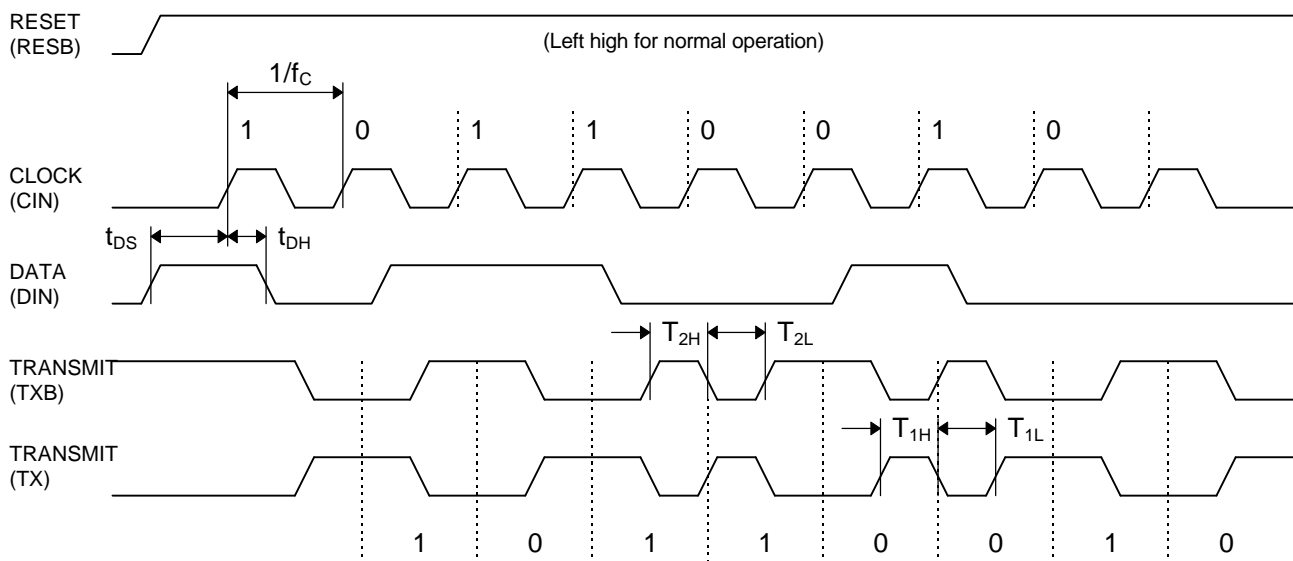 RESET
(RESB)
(Left high for normal operation)
1/fC
1 0 1 1 0 0 1 0
CLOCK
(CIN)
tDS tDH
DATA
(DIN)
T2H T2L
TRANSMIT
(TXB)
T1H T1L
TRANSMIT
(TX)
1 0 1 1 0 0 1 0